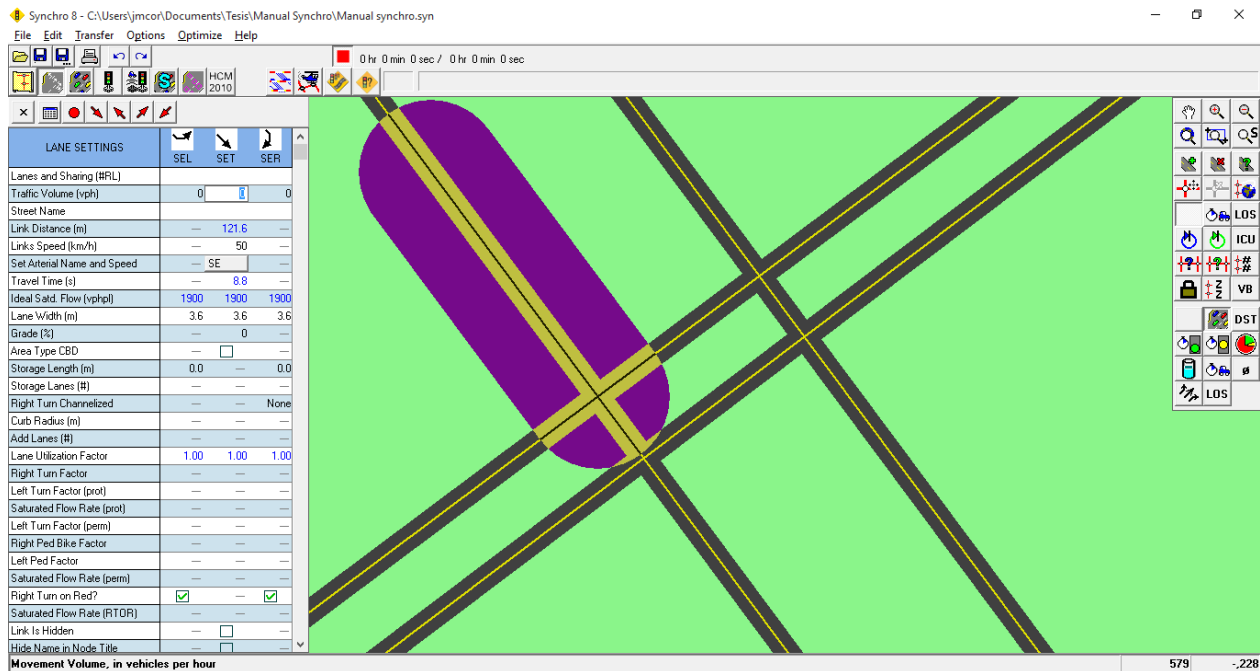 Synchro 8 - C:\Users\jmcor\Documents\Tesis\Manual Synchro\Manual synchro.syn
File Edit Transfer Options Optimize Help
0 hr 0 min 0 sec / 0 hr 0 min 0 sec
HCM
2010
LANE SETTINGS SEL SET SER
Lanes and Sharing (#RL)
Traffic Volume (vph) 0 0 0
Street Name
Link Distance (m) — 121.6 —
Links Speed (km/h) — 50 —
Set Arterial Name and Speed — SE —
Travel Time (s) — 8.8 —
Ideal Satd. Flow (vphpl) 1900 1900 1900
Lane Width (m) 3.6 3.6 3.6
Grade (%) — 0 —
Area Type CBD — —
Storage Length (m) 0.0 — 0.0
Storage Lanes (#) — — —
Right Turn Channelized — — None
Curb Radius (m) — — —
Add Lanes (#) — — —
Lane Utilization Factor 1.00 1.00 1.00
Right Turn Factor — — —
Left Turn Factor (prot) — — —
Saturated Flow Rate (prot) — — —
Left Turn Factor (perm) — — —
Right Ped Bike Factor — — —
Left Ped Factor — — —
Saturated Flow Rate (perm) — — —
Right Turn on Red? —
Saturated Flow Rate (RTOR) — — —
Link Is Hidden — —
Hide Name in Node Title — —
LOS
ICU
##
VB
DST
ø
LOS
Movement Volume, in vehicles per hour 579 -,220